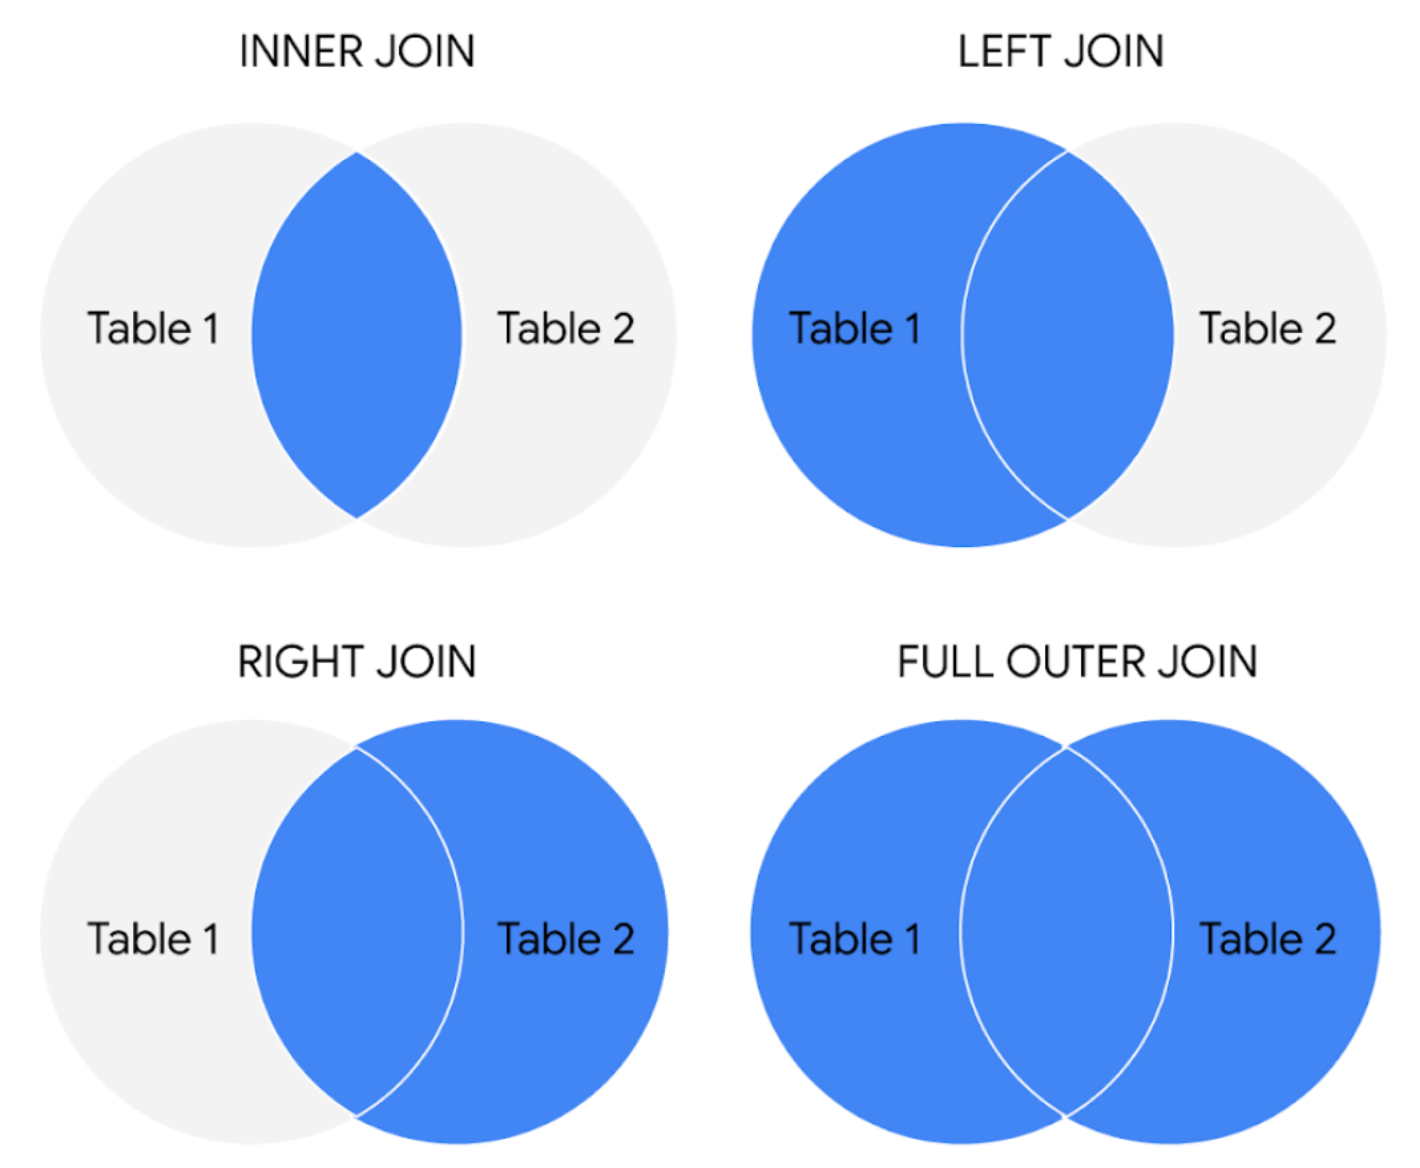 INNER JOIN
Table 1
Table 2
LEFT JOIN
Table 1
Table 2
RIGHT JOIN
Table 1
Table 2
FULL OUTER JOIN
Table 1
Table 2